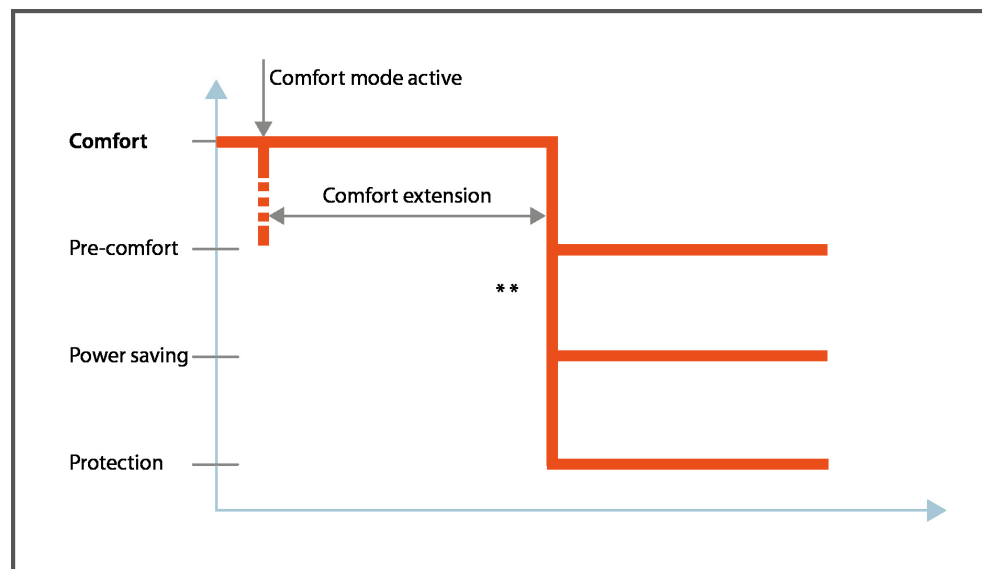 Comfort mode active
Comfort
Comfort extension
Pre-comfort
**
Power saving
Protection